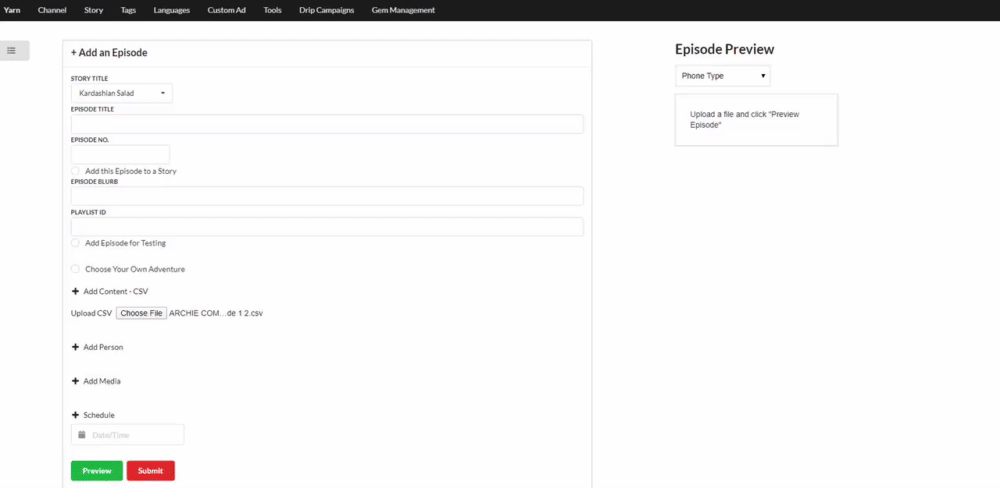 Yarn Channel Story Tags Languages Custom Ad Tools Drip Campaigns Gem Management
+ Add an Episode
STORY TITLE
Kardashian Salad
EPISODE TITLE
EPISODE NO.
Add this Episode to a Story
EPISODE BLURB
PLAYLIST ID
Add Episode for Testing
Choose Your Own Adventure
+ Add Content - CSV
Upload CSV Choose File ARCHIE COM...de 1 2.csv
+ Add Person
+ Add Media
+ Schedule
Date/Time
Preview Submit
Episode Preview
Phone Type
Upload a file and click "Preview
Episode"